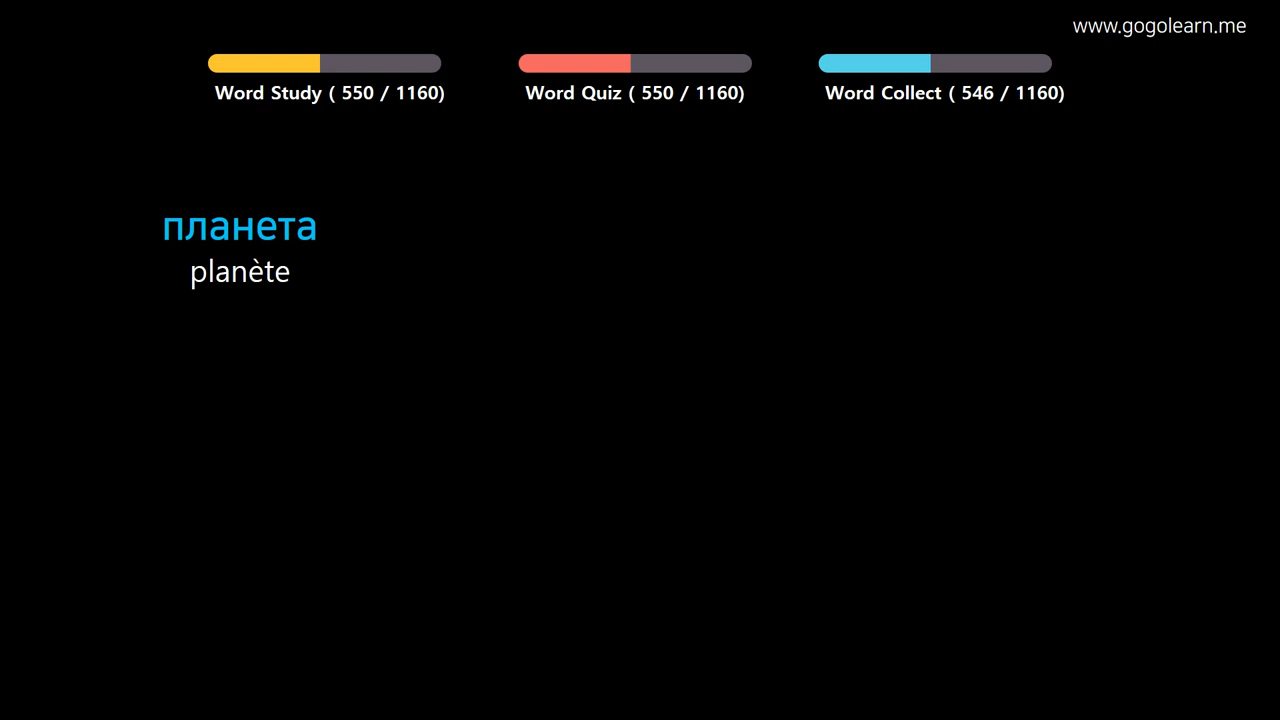 www.gogolearn.me
Word Study ( 550 / 1160)
Word Quiz ( 550 / 1160)
Word Collect ( 546 / 1160)
планета
planète